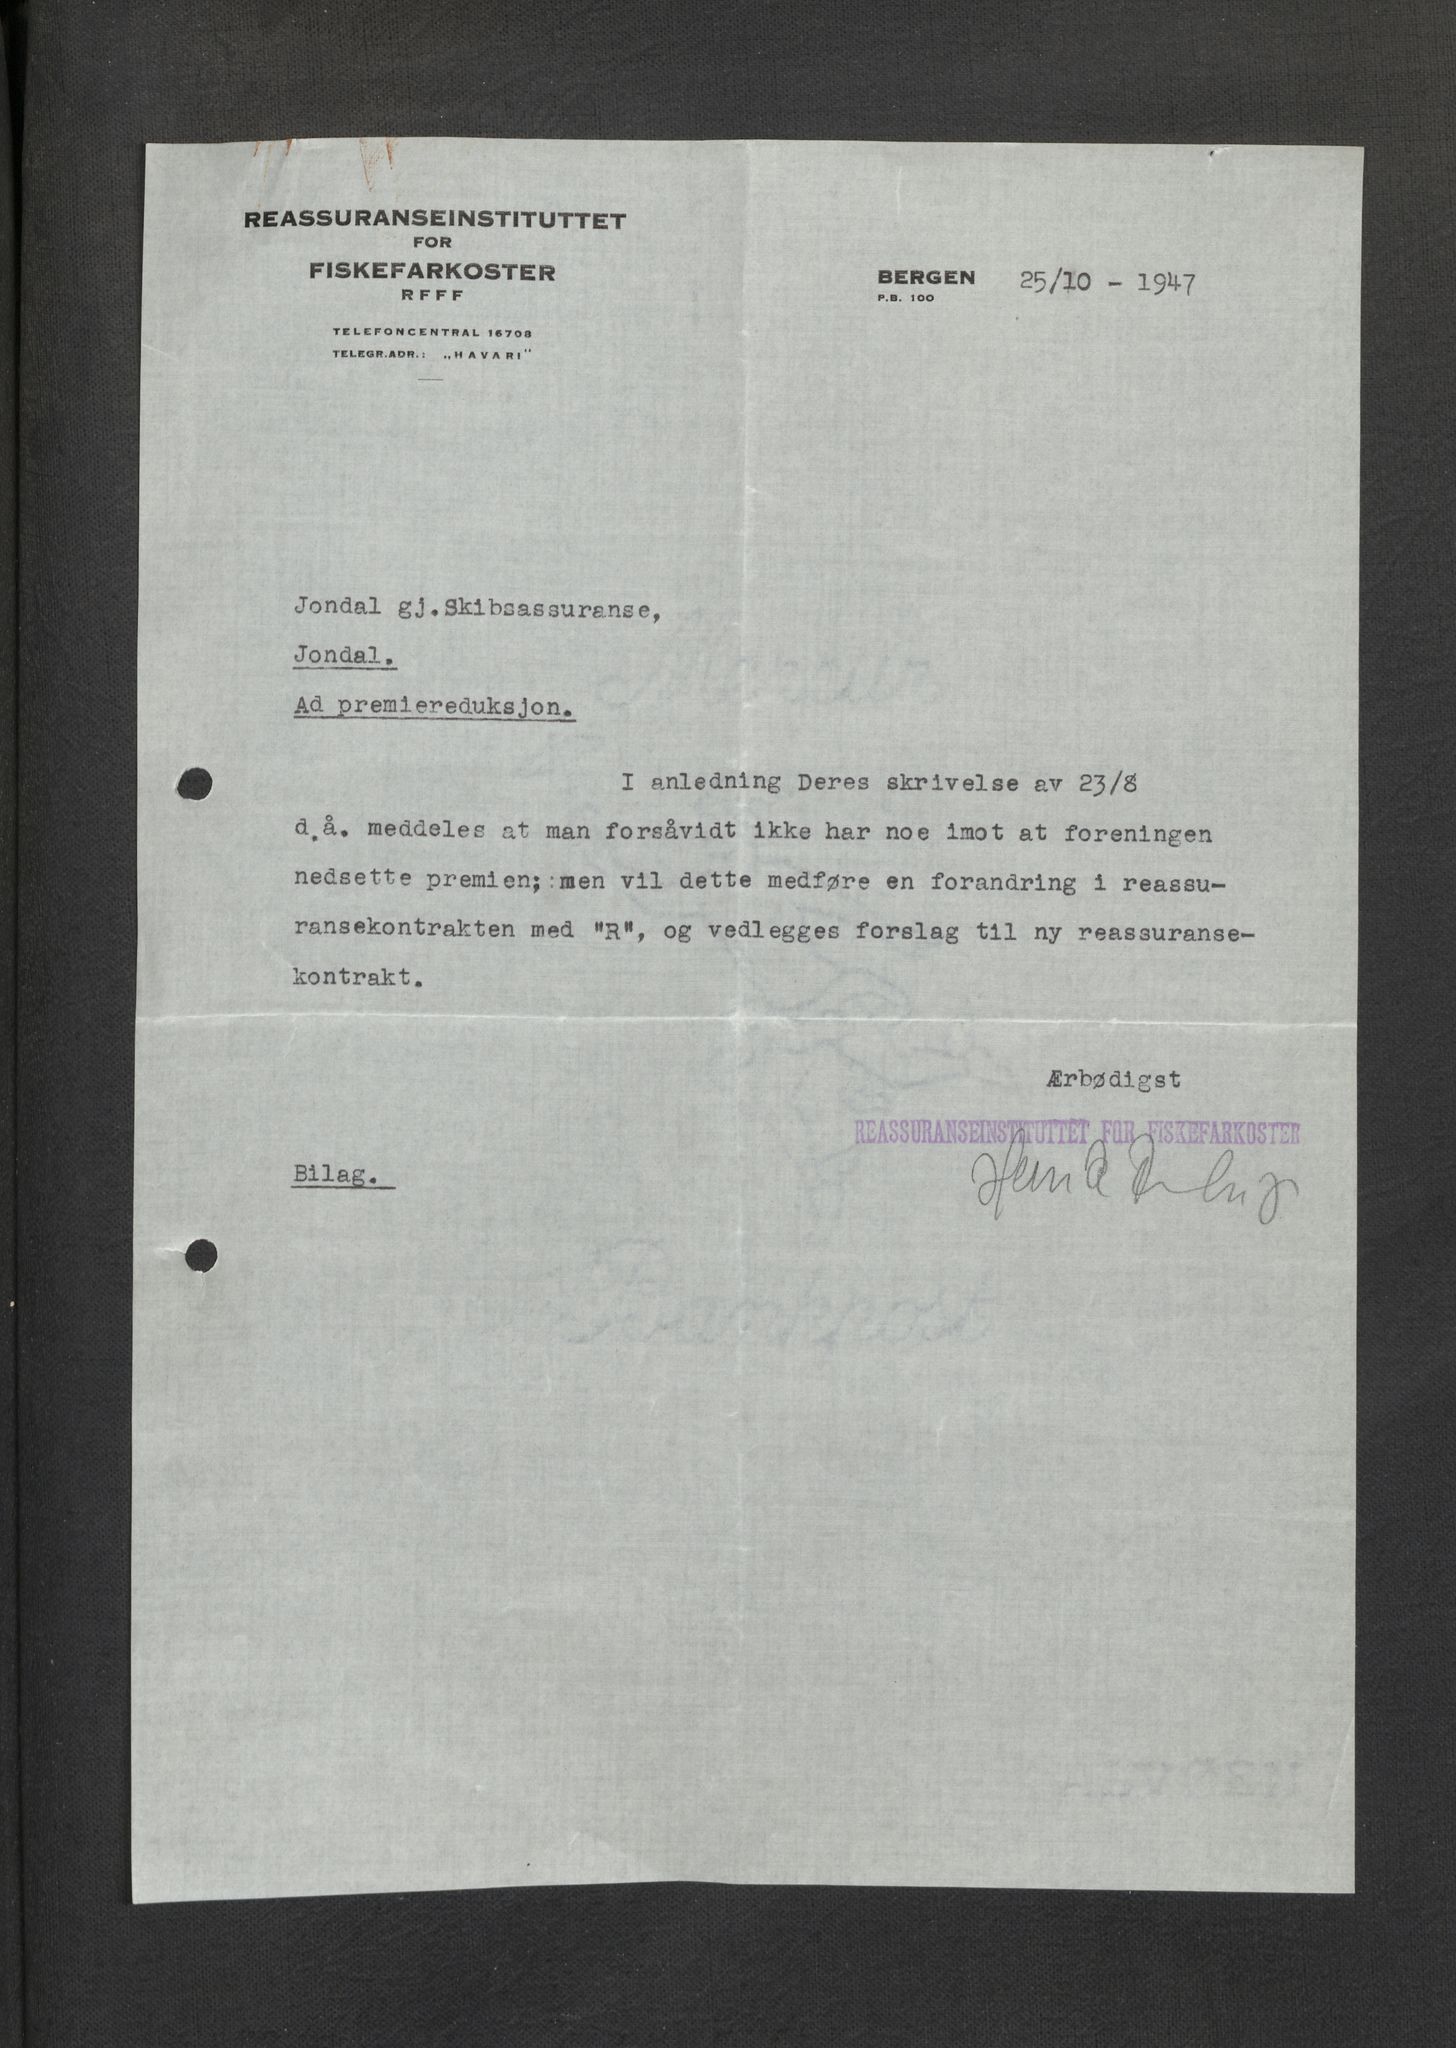 REASSURANSEINSTITUTTET
FOR
FISKEFARKOSTER
RFFF
TELEFONCENTRAL 16708
TELEGR.ADR.: „HAVARI"
BERGEN 25/10 - 1947
P.B. 100
Jondal gj.Skibsassuranse,
Jondal.
Ad premiereduksjon.
I anledning Deres skrivelse av 23/8
d.å. meddeles at man forsåvidt ikke har noe imot at foreningen
nedsette premien; men vil dette medføre en forandring i reassu-
ransekontrakten med "R", og vedlegges forslag til ny reassuranse-
kontrakt.
Ærbødigst
REASSURANSEINSTITUTTET FOR FISKEFARKOSTER
Bilag.